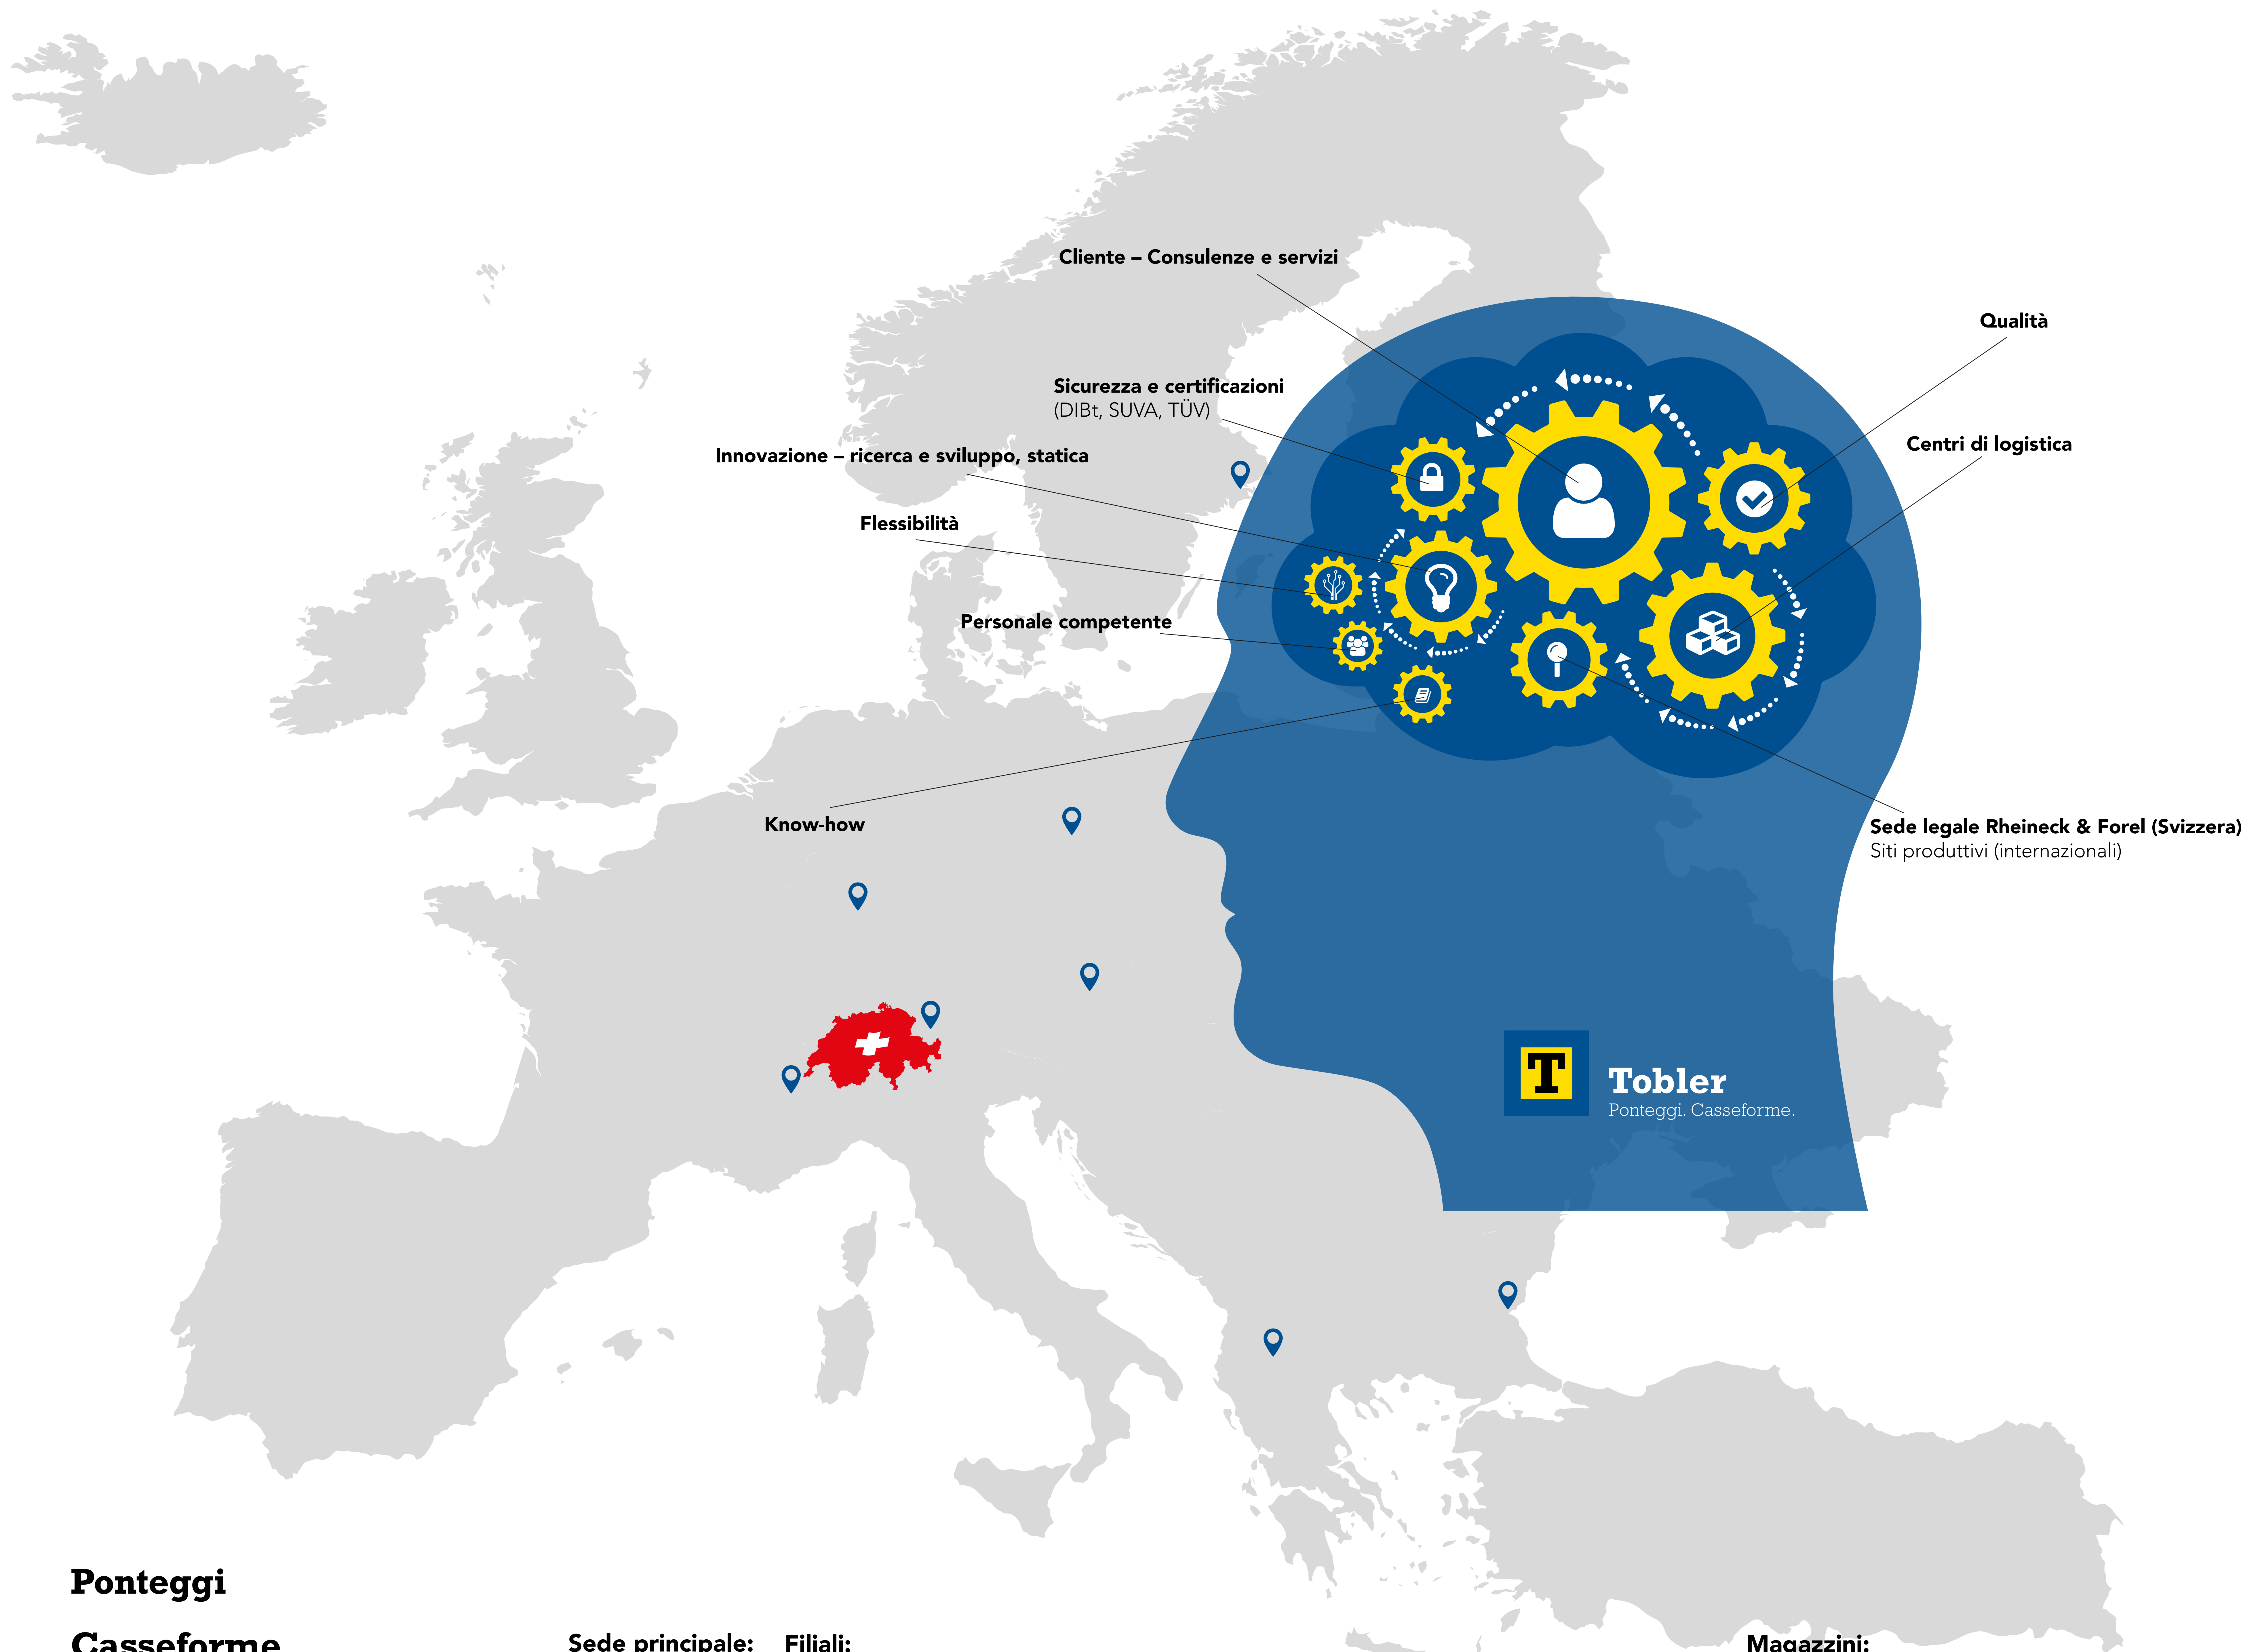 Cliente – Consulenze e servizi
Qualità
Sicurezza e certificazioni
(DIBt, SUVA, TÜV)
Centri di logistica
Innovazione – ricerca e sviluppo, statica
Flessibilità
Personale competente
Know-how
Sede legale Rheineck & Forel (Svizzera)
Siti produttivi (internazionali)
T
Tobler
Ponteggi. Casseforme.
Ponteggi
Casseforme
Sede principale:
Filiali:
Magazzini: